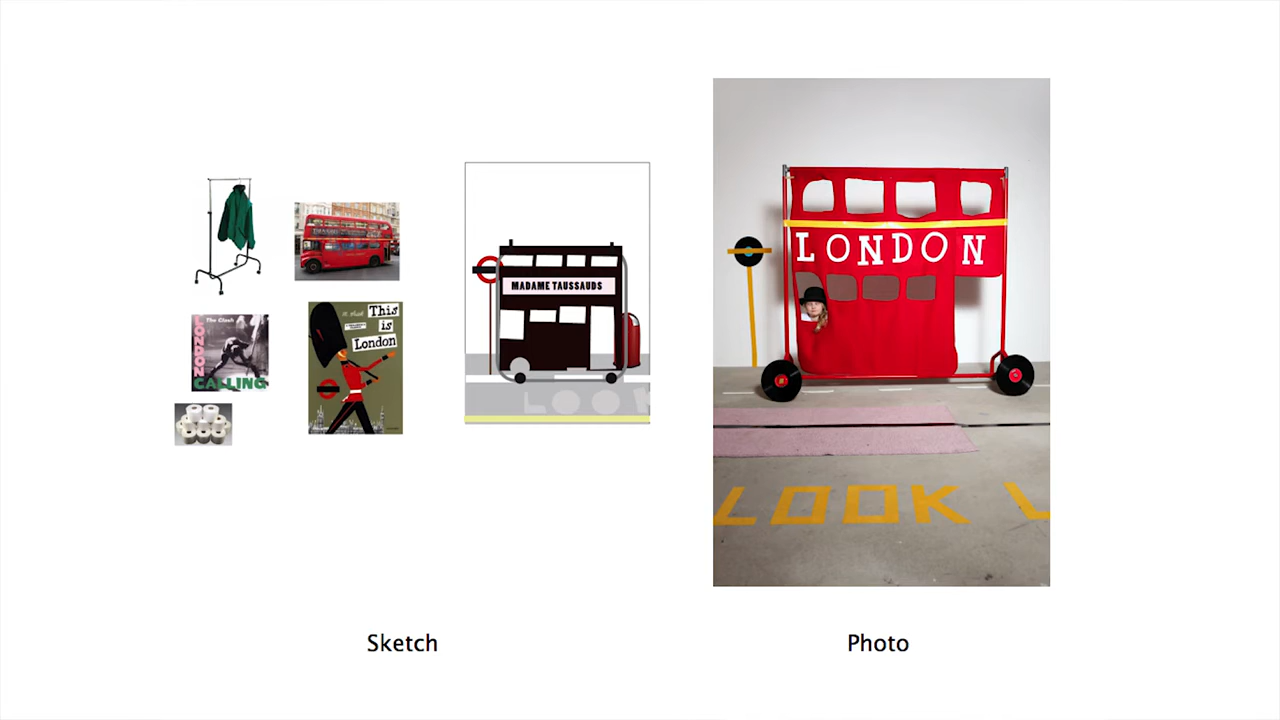 The Clash
LONDON
CALLING
This
is
London
MADAME TAUSSAUDS
LOOK
LONDON
LOOK L
Sketch
Photo